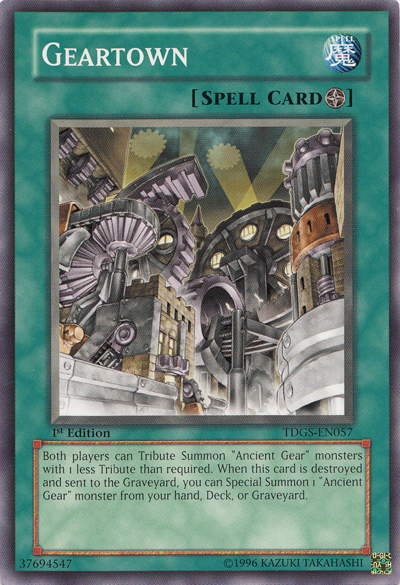 GEARTOWN
SPELL
魔
[SPELL CARD]
1st Edition
TDGS-EN057
Both players can Tribute Summon "Ancient Gear" monsters
with 1 less Tribute than required. When this card is destroyed
and sent to the Graveyard, you can Special Summon 1 "Ancient
Gear" monster from your hand, Deck, or Graveyard.
37694547
©1996 KAZUKI TAKAHASHI